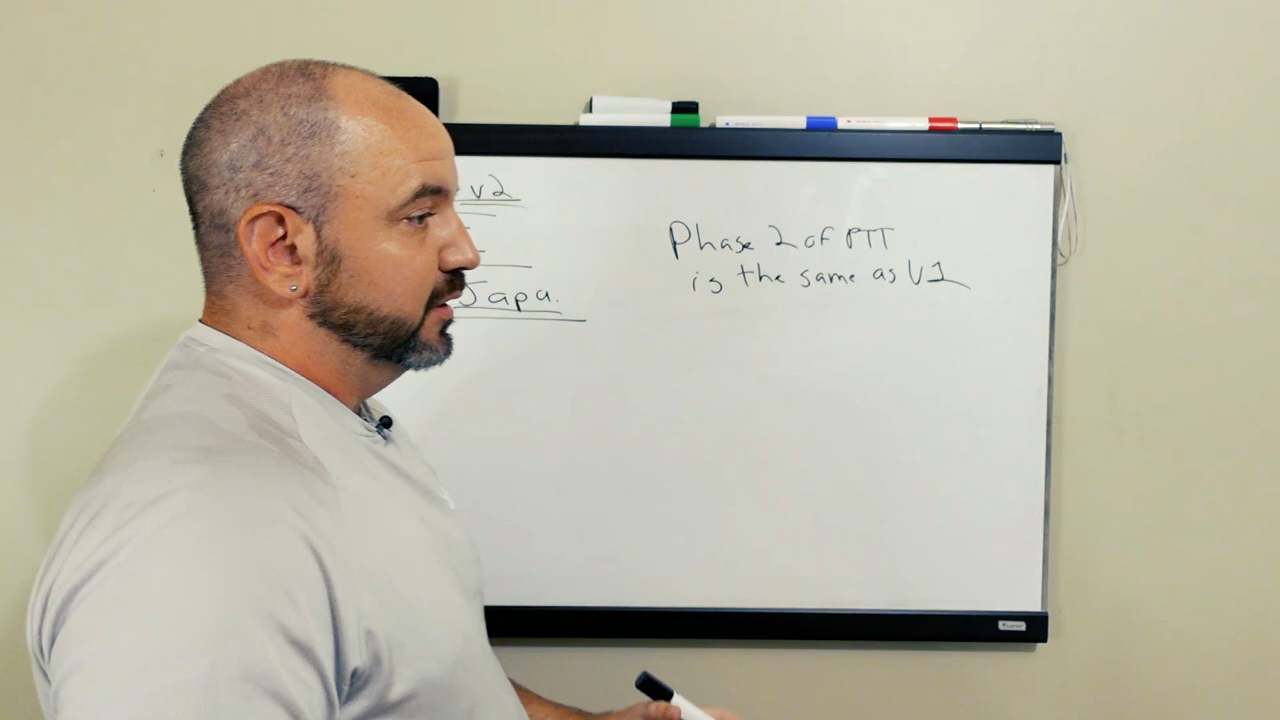 v2
Japa.
Phase 2 of PTT
is the same as V1